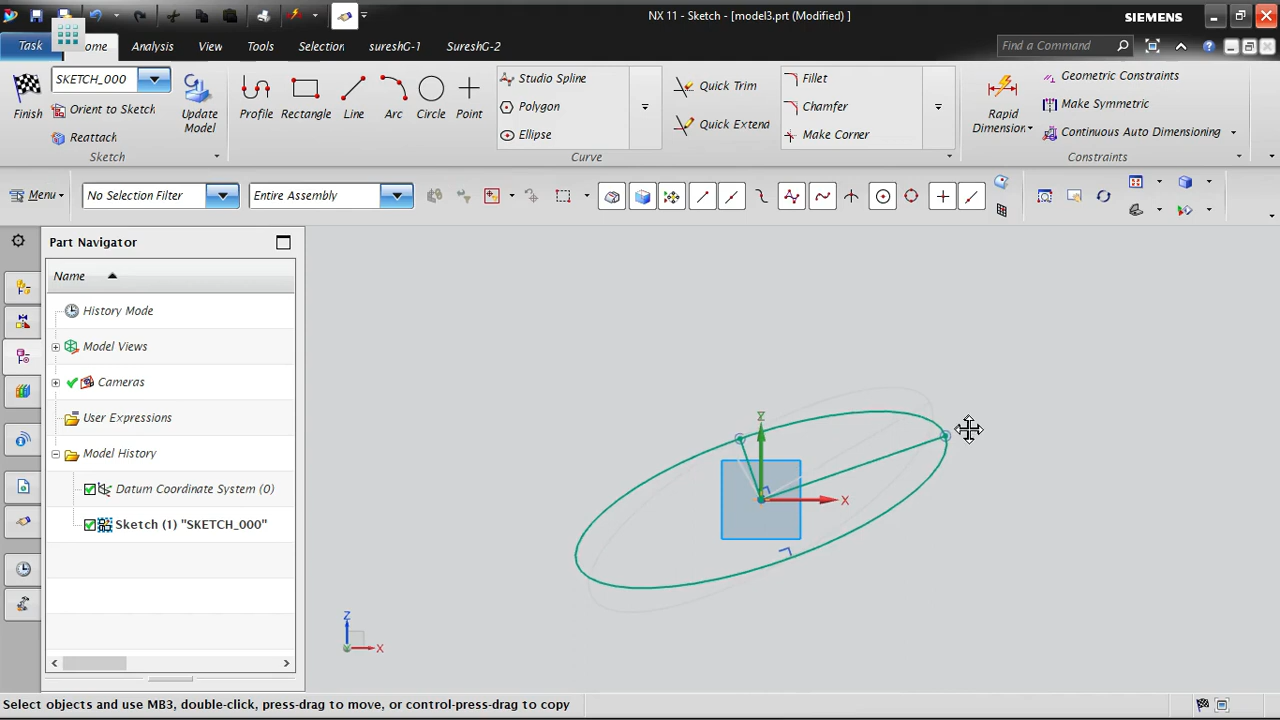 NX 11 - Sketch - [model3.prt (Modified) ]
SIEMENS
Task
ome
Analysis
View
Tools
Selection
sureshG-1
SureshG-2
Find a Command
SKETCH_000
Orient to Sketch
Reattach
Finish
Update
Model
Sketch
Profile
Rectangle
Line
Arc
Circle
Point
Studio Spline
Polygon
Ellipse
Quick Trim
Quick Extend
Fillet
Chamfer
Make Corner
Curve
Rapid
Dimension
Geometric Constraints
Make Symmetric
Continuous Auto Dimensioning
Constraints
Menu
No Selection Filter
Entire Assembly
Part Navigator
Name
History Mode
Model Views
Cameras
User Expressions
Model History
Datum Coordinate System (0)
Sketch (1) "SKETCH_000"
Z
X
Z
X
Select objects and use MB3, double-click, press-drag to move, or control-press-drag to copy